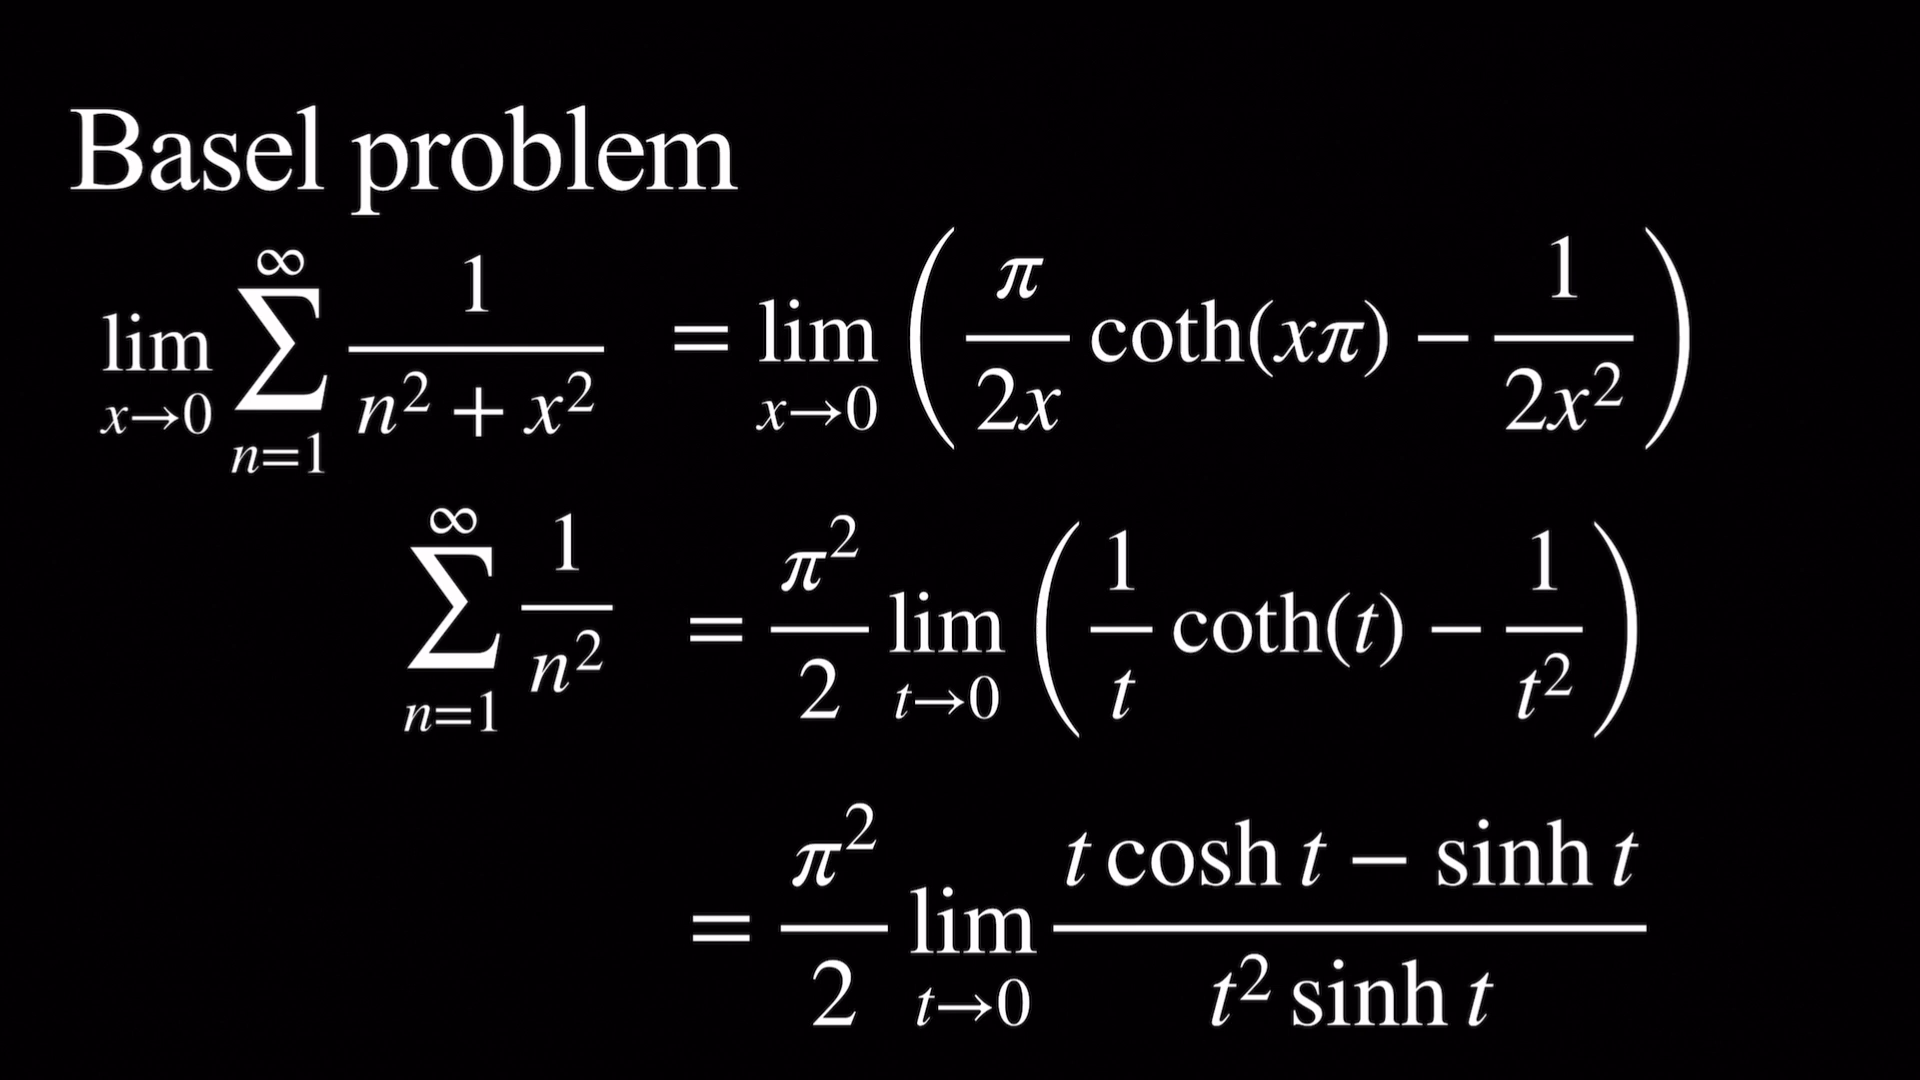 Basel problem
lim_{x→0} ∑_{n=1}^{∞} 1/(n² + x²) = lim_{x→0} (π/(2x) coth(xπ) − 1/(2x²))
∑_{n=1}^{∞} 1/n² = π²/2 lim_{t→0} (1/t coth(t) − 1/t²)
= π²/2 lim_{t→0} (t cosh t − sinh t)/(t² sinh t)